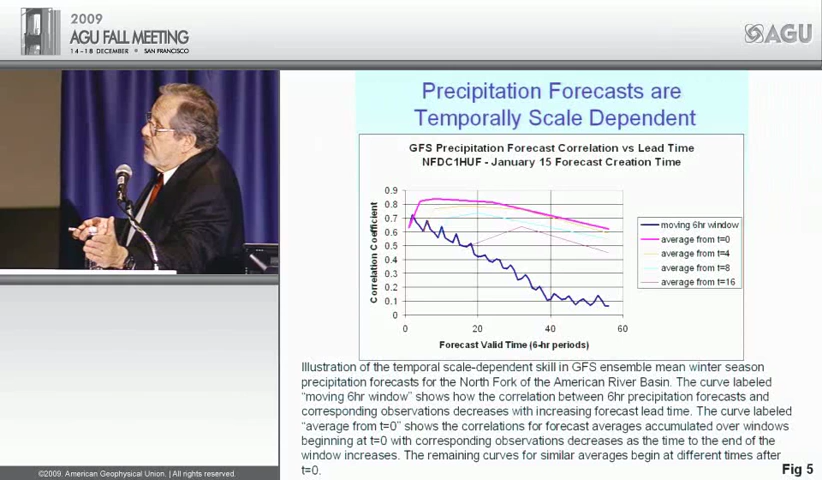 2009
AGU FALL MEETING
14 - 18 DECEMBER • SAN FRANCISCO
AGU
Precipitation Forecasts are
Temporally Scale Dependent
GFS Precipitation Forecast Correlation vs Lead Time
NFDC1HUF - January 15 Forecast Creation Time
Correlation Coefficient
0.9
0.8
0.7
0.6
0.5
0.4
0.3
0.2
0.1
0
0 20 40 60
Forecast Valid Time (6-hr periods)
moving 6hr window
average from t=0
average from t=4
average from t=8
average from t=16
Illustration of the temporal scale-dependent skill in GFS ensemble mean winter season
precipitation forecasts for the North Fork of the American River Basin. The curve labeled
“moving 6hr window” shows how the correlation between 6hr precipitation forecasts and
corresponding observations decreases with increasing forecast lead time. The curve labeled
“average from t=0” shows the correlations for forecast averages accumulated over windows
beginning at t=0 with corresponding observations decreases as the time to the end of the
window increases. The remaining curves for similar averages begin at different times after
t=0.
Fig 5
©2009. American Geophysical Union. | All rights reserved.